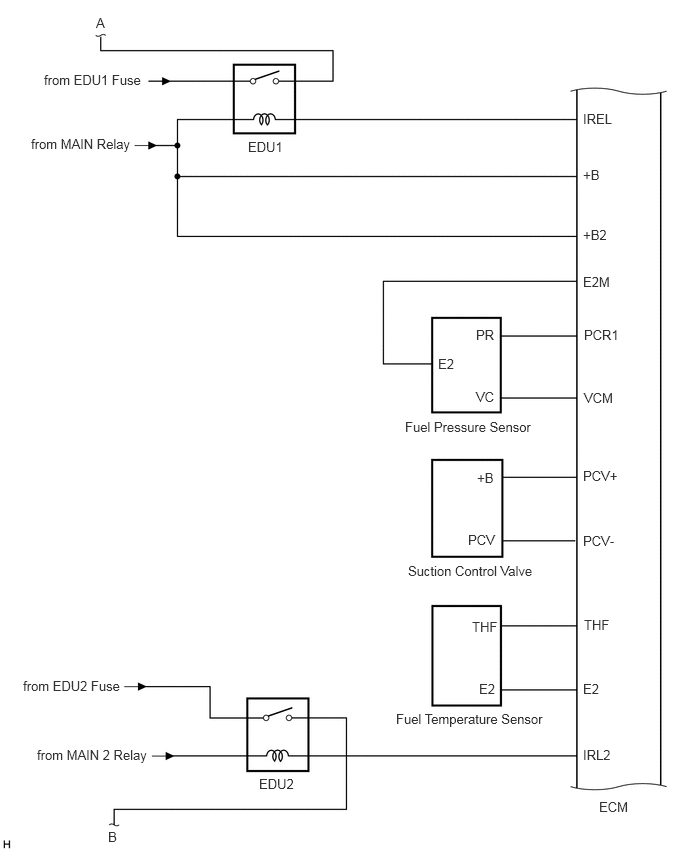 A
from EDU1 Fuse
IREL
from MAIN Relay
EDU1
+B
+B2
E2M
PR
PCR1
E2
VC
VCM
Fuel Pressure Sensor
+B
PCV+
PCV
PCV-
Suction Control Valve
THF
THF
E2
E2
from EDU2 Fuse
Fuel Temperature Sensor
from MAIN 2 Relay
IRL2
EDU2
ECM
B
H